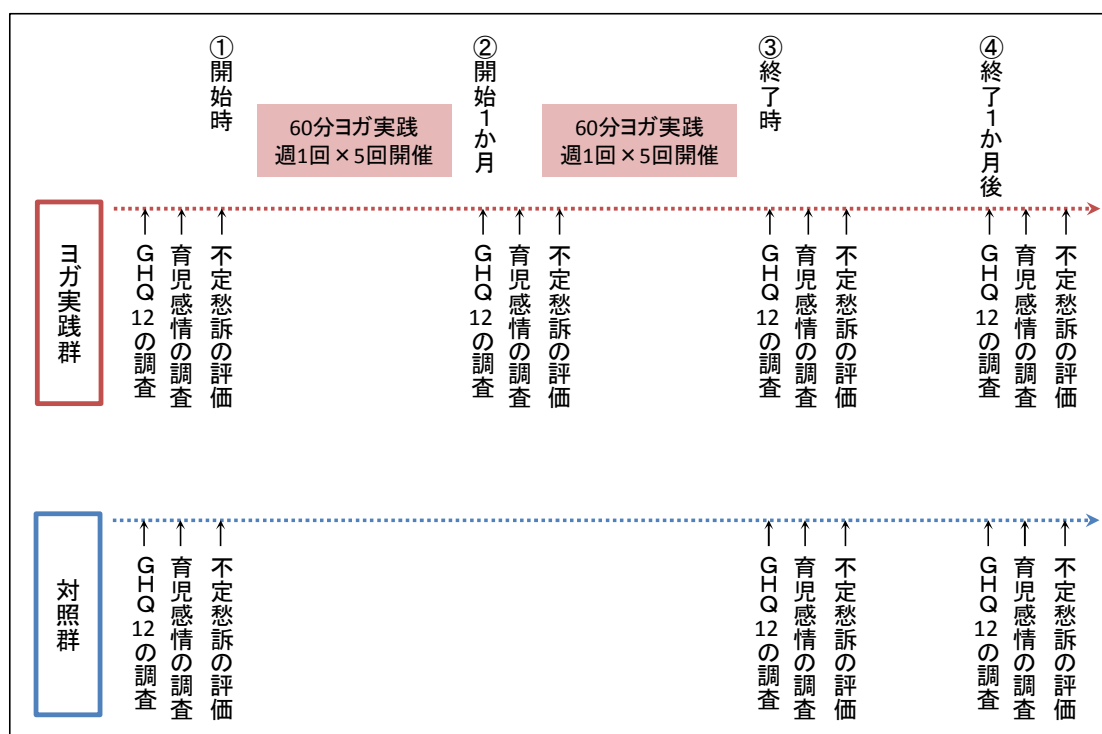 ①開始時
②開始1か月
③終了時
④終了1か月後
60分ヨガ実践
週1回×5回開催
60分ヨガ実践
週1回×5回開催
ヨガ実践群
GHQ12の調査
育児感情の調査
不定愁訴の評価
GHQ12の調査
育児感情の調査
不定愁訴の評価
GHQ12の調査
育児感情の調査
不定愁訴の評価
GHQ12の調査
育児感情の調査
不定愁訴の評価
対照群
GHQ12の調査
育児感情の調査
不定愁訴の評価
GHQ12の調査
育児感情の調査
不定愁訴の評価
GHQ12の調査
育児感情の調査
不定愁訴の評価